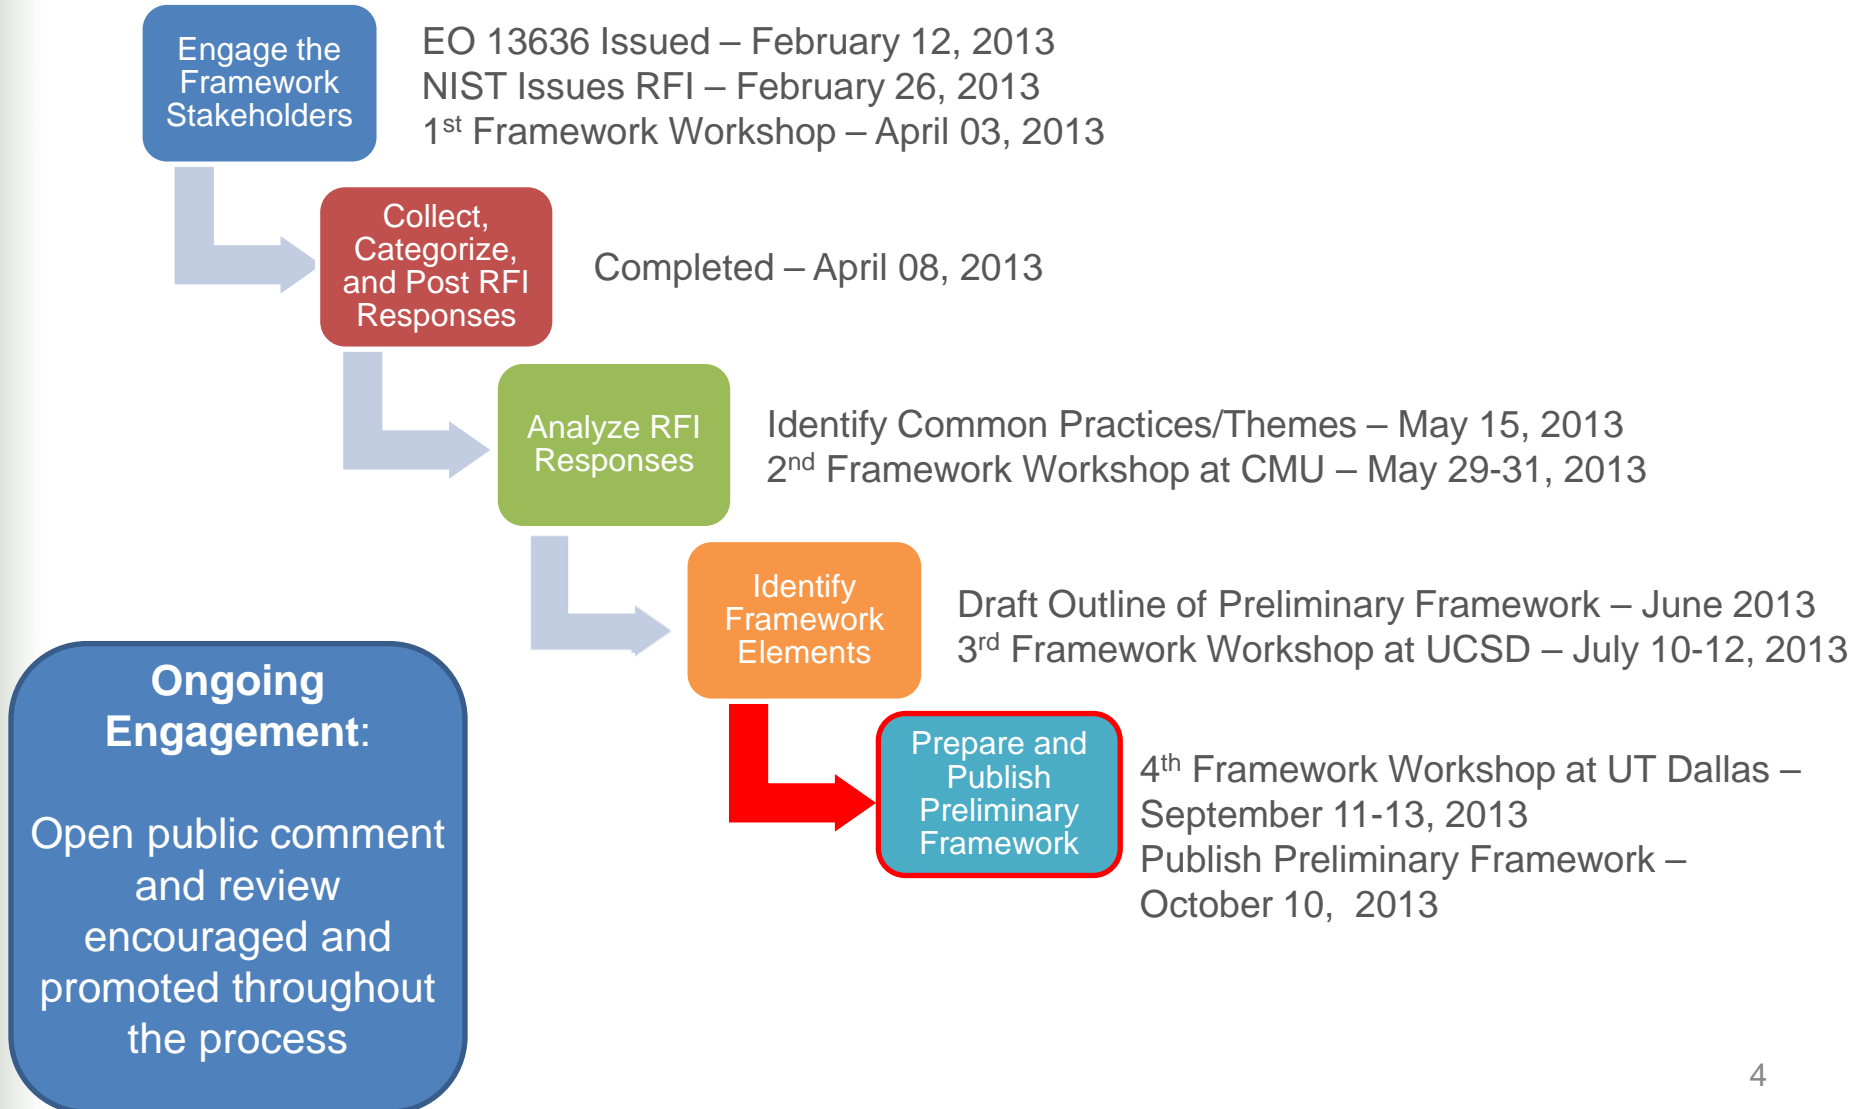 Engage the
Framework
Stakeholders
EO 13636 Issued – February 12, 2013
NIST Issues RFI – February 26, 2013
1st Framework Workshop – April 03, 2013
Collect,
Categorize,
and Post RFI
Responses
Completed – April 08, 2013
Analyze RFI
Responses
Identify Common Practices/Themes – May 15, 2013
2nd Framework Workshop at CMU – May 29-31, 2013
Identify
Framework
Elements
Draft Outline of Preliminary Framework – June 2013
3rd Framework Workshop at UCSD – July 10-12, 2013
Prepare and
Publish
Preliminary
Framework
4th Framework Workshop at UT Dallas –
September 11-13, 2013
Publish Preliminary Framework –
October 10,  2013
Ongoing
Engagement:
Open public comment
and review
encouraged and
promoted throughout
the process
4